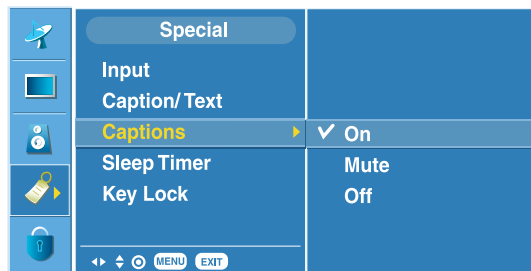 Special
Input
Caption/Text
Captions On
Sleep Timer Mute
Key Lock Off
MENU EXIT